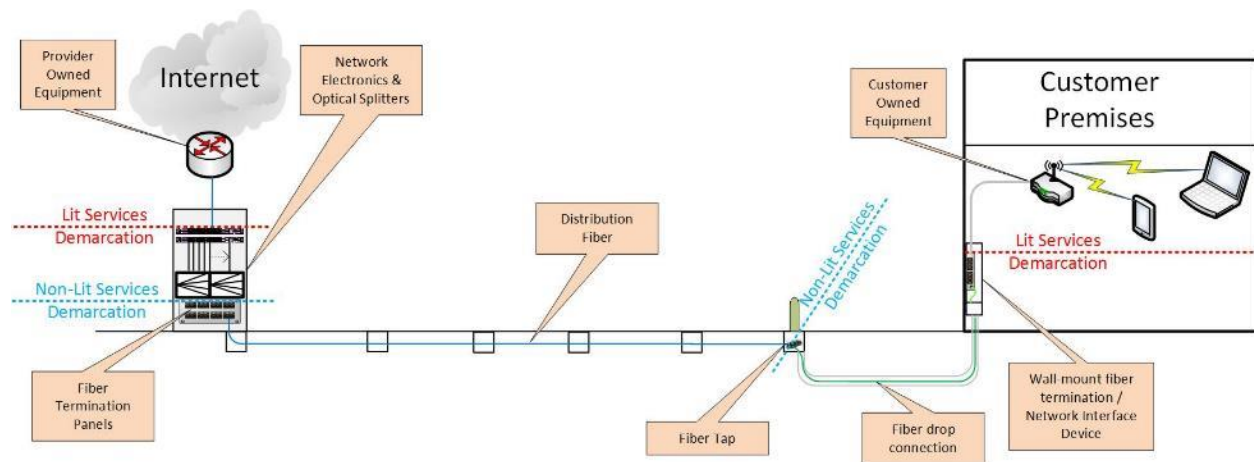 Provider
Owned
Equipment
Internet
Network
Electronics &
Optical Splitters
Customer
Owned
Equipment
Customer
Premises
Lit Services
Demarcation
Non-Lit Services
Demarcation
Distribution
Fiber
Non-Lit Services
Demarcation
Lit Services
Demarcation
Fiber
Termination
Panels
Fiber Tap
Fiber drop
connection
Wall-mount fiber
termination /
Network Interface
Device